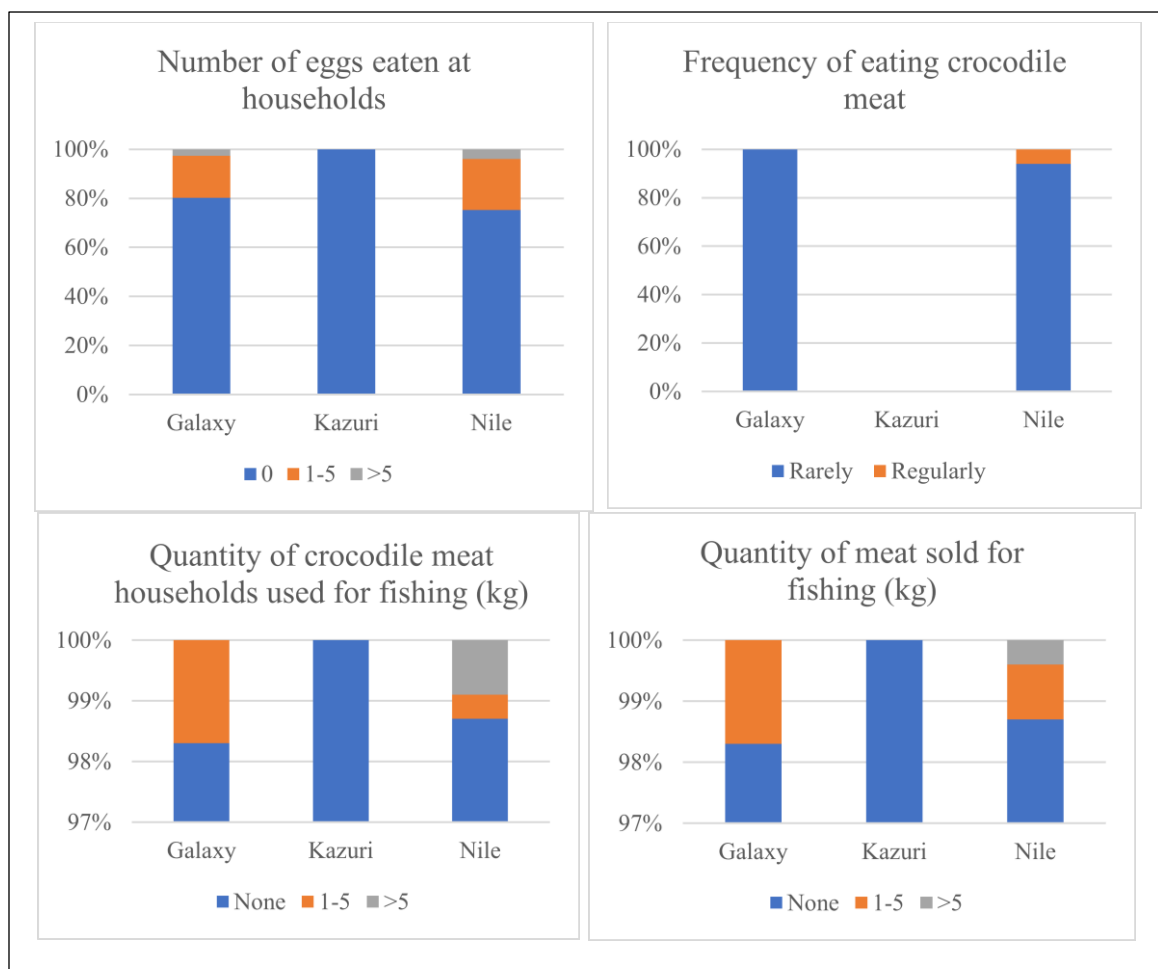 Number of eggs eaten at
households
100%
80%
60%
40%
20%
0%
Galaxy Kazuri Nile
0 1-5 >5
Frequency of eating crocodile
meat
100%
80%
60%
40%
20%
0%
Galaxy Kazuri Nile
Rarely Regularly
Quantity of crocodile meat
households used for fishing (kg)
100%
99%
98%
97%
Galaxy Kazuri Nile
None 1-5 >5
Quantity of meat sold for
fishing (kg)
100%
99%
98%
97%
Galaxy Kazuri Nile
None 1-5 >5